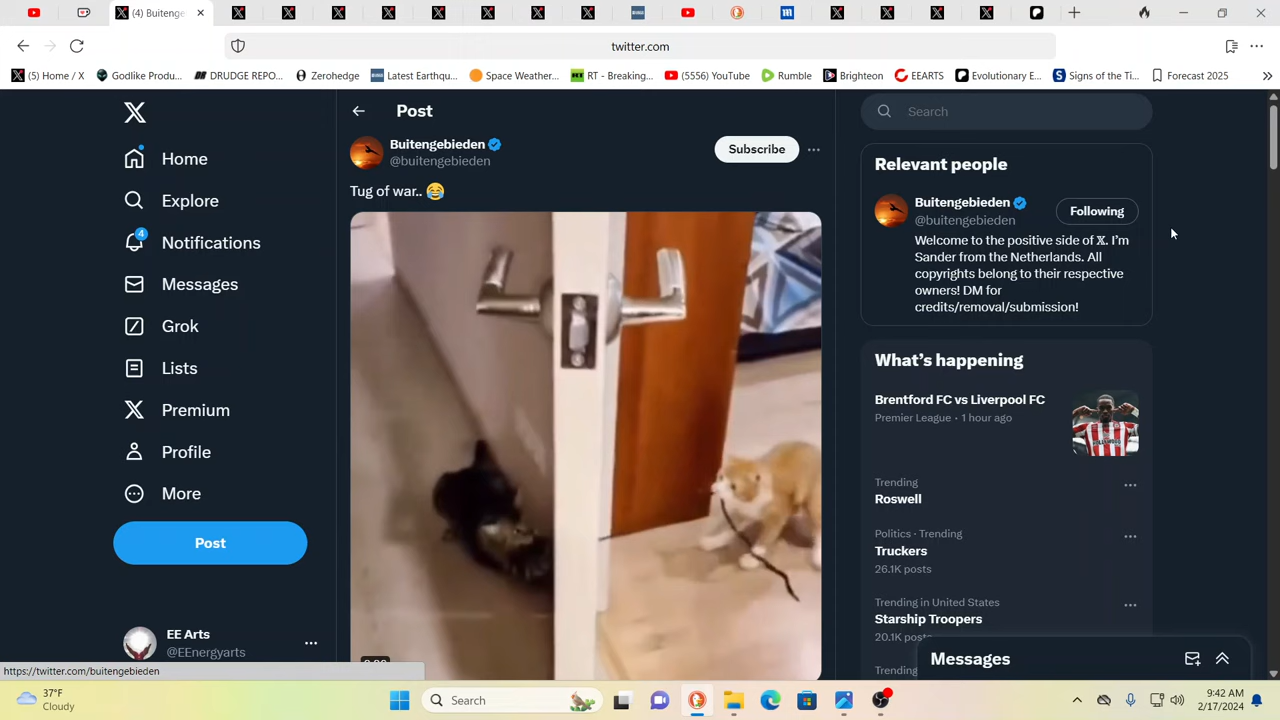 (4) Buitenge
twitter.com
(5) Home / X
Godlike Produ...
DRUDGE REPO...
Zerohedge
Latest Earthqu...
Space Weather...
RT - Breaking...
(5556) YouTube
Rumble
Brighteon
EEARTS
Evolutionary E...
Signs of the Ti...
Forecast 2025
Home
Explore
4
Notifications
Messages
Grok
Lists
Premium
Profile
More
Post
EE Arts
@EEnergyarts
https://twitter.com/buitengebieden
Post
Buitengebieden
@buitengebieden
Subscribe
Tug of war.. 😂
Search
Relevant people
Buitengebieden
@buitengebieden
Following
Welcome to the positive side of 𝕏. I'm
Sander from the Netherlands. All
copyrights belong to their respective
owners! DM for
credits/removal/submission!
What's happening
Brentford FC vs Liverpool FC
Premier League · 1 hour ago
Trending
Roswell
Politics · Trending
Truckers
26.1K posts
Trending in United States
Starship Troopers
20.1K posts
Trending
Messages
37°F
Cloudy
Search
9:42 AM
2/17/2024